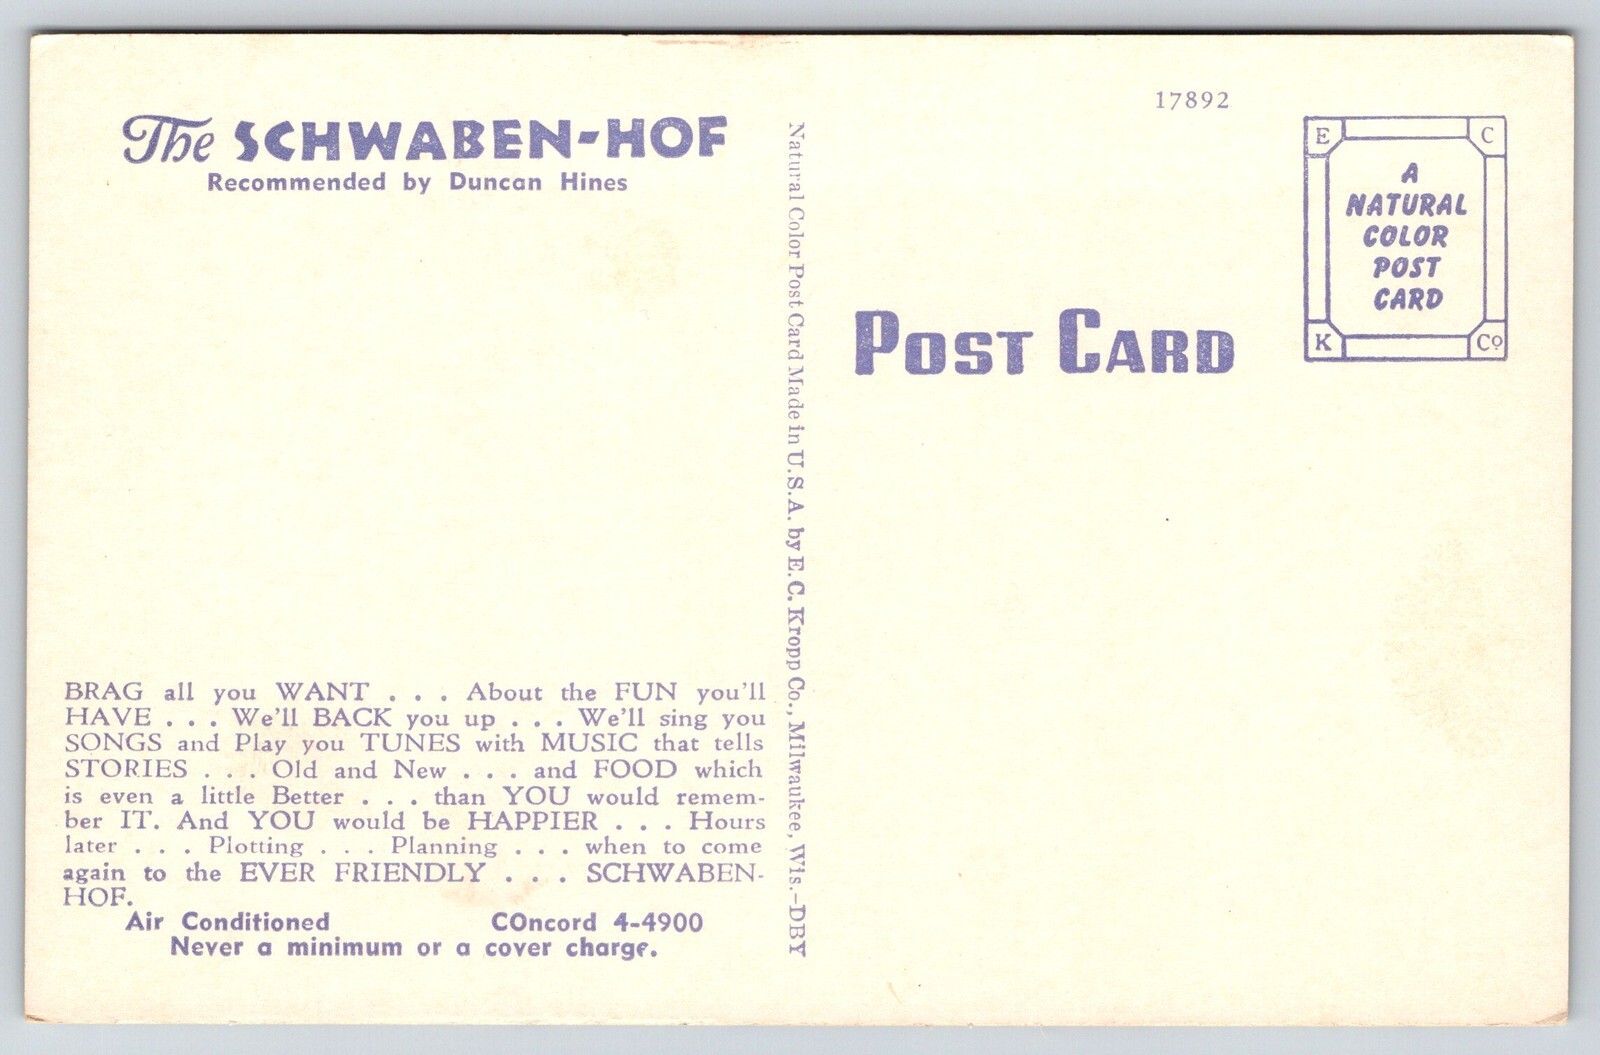 The SCHWABEN-HOF
Recommended by Duncan Hines
BRAG all you WANT . . . About the FUN you'll
HAVE . . . We'll BACK you up . . . We'll sing you
SONGS and Play you TUNES with MUSIC that tells
STORIES . . . Old and New . . . and FOOD which
is even a little Better . . . than YOU would remem-
ber IT. And YOU would be HAPPIER . . . Hours
later . . . Plotting . . . Planning . . . when to come
again to the EVER FRIENDLY . . . SCHWABEN-
HOF.
Air Conditioned COncord 4-4900
Never a minimum or a cover charge.
Natural Color Post Card Made in U.S.A. by E. C. Kropp Co., Milwaukee, Wis.-DBY
17892
POST CARD
E C
A
NATURAL
COLOR
POST
CARD
K Co